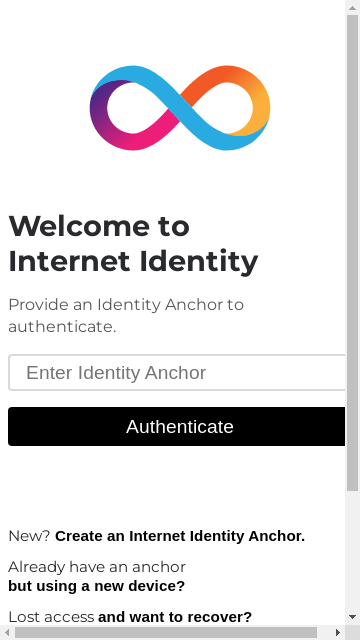 Welcome to
Internet Identity
Provide an Identity Anchor to
authenticate.
Enter Identity Anchor
Authenticate
New? Create an Internet Identity Anchor.
Already have an anchor
but using a new device?
Lost access and want to recover?